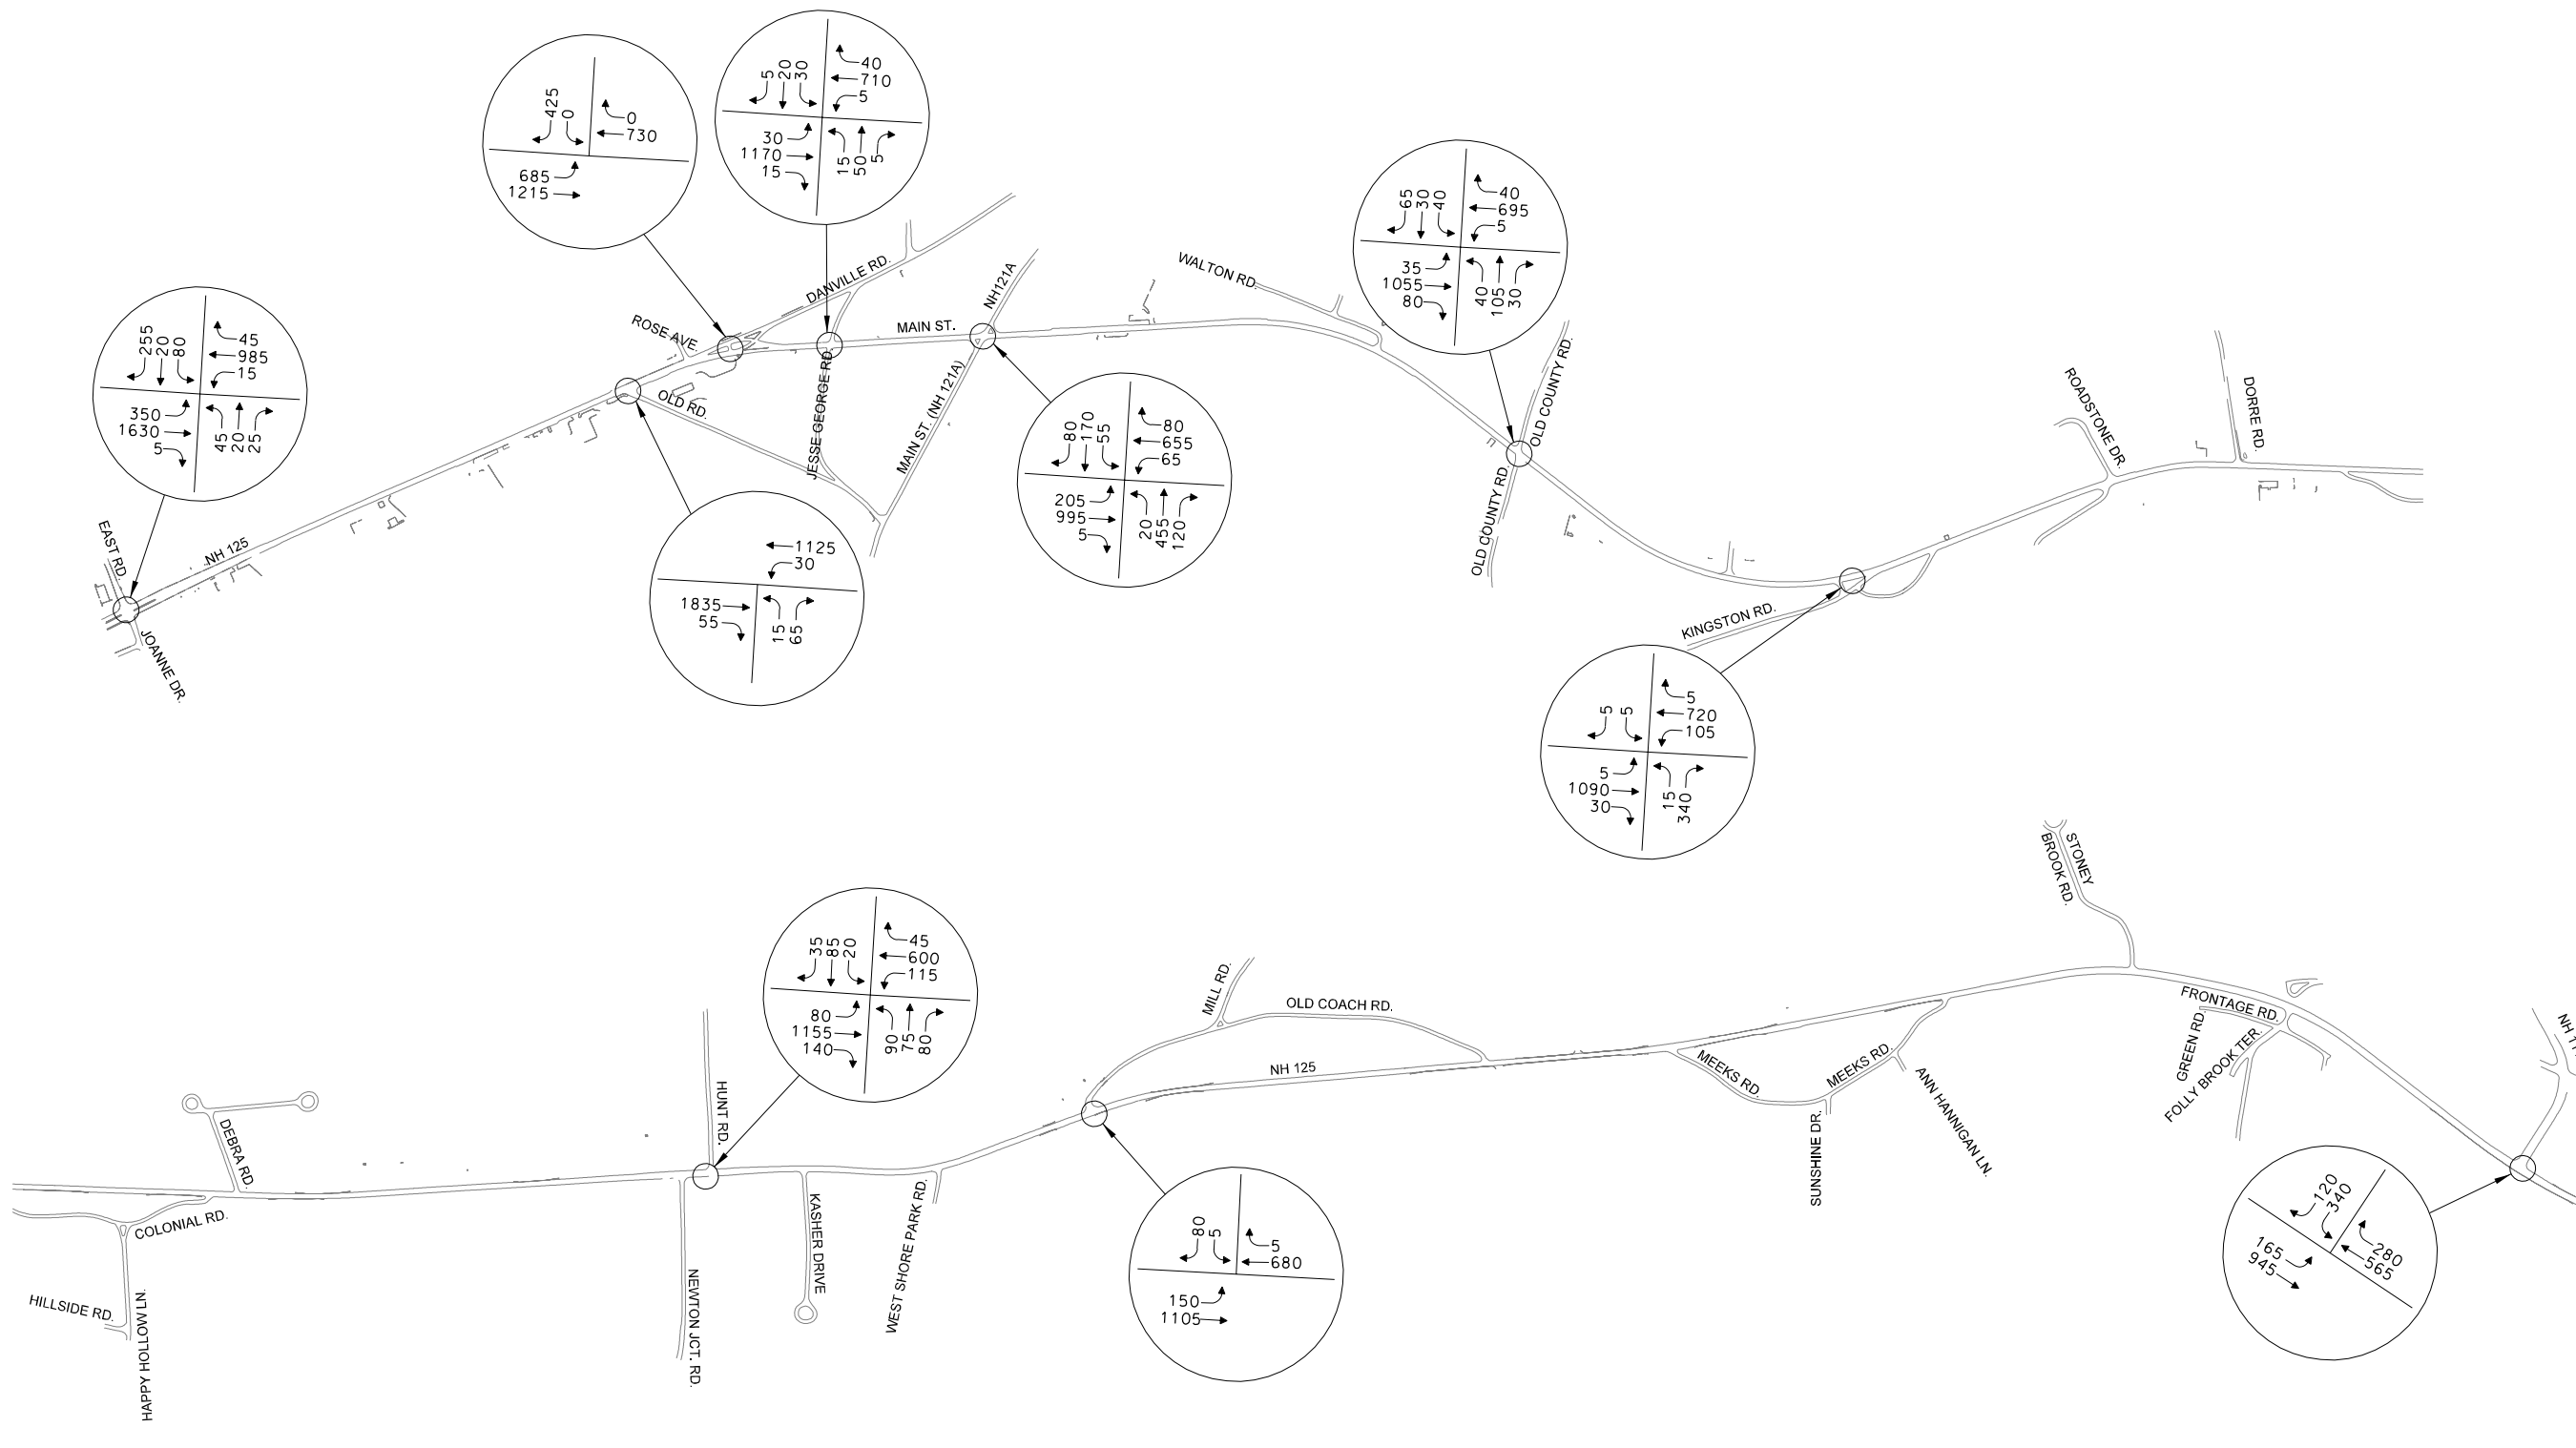 425
0
0
730
685
1215
5
20
30
40
710
5
30
1170
15
15
50
5
255
20
80
45
985
15
350
1630
5
45
20
25
65
30
40
40
695
5
35
1055
80
40
105
30
80
170
55
80
655
65
205
995
5
20
455
120
1125
30
1835
55
15
65
5
5
5
720
105
5
1090
30
15
340
DANVILLE RD.
ROSE AVE.
MAIN ST.
NH121A
WALTON RD.
OLD RD.
JESSE GEORGE RD.
MAIN ST. (NH 121A)
OLD COUNTY RD.
OLD COUNTY RD.
ROADSTONE DR.
DORRE RD.
EAST RD.
NH 125
JOANNE DR.
KINGSTON RD.
35
85
20
45
600
115
80
1155
140
90
75
80
80
5
5
680
150
1105
120
340
280
565
165
945
STONEY
BROOK RD.
MILL RD.
OLD COACH RD.
NH 125
FRONTAGE RD.
GREEN RD.
FOLLY BROOK TER.
MEEKS RD.
MEEKS RD.
ANN HANNIGAN LN.
SUNSHINE DR.
HUNT RD.
DEBRA RD.
COLONIAL RD.
KASHER DRIVE
WEST SHORE PARK RD.
NEWTON JCT. RD.
HILLSIDE RD.
HAPPY HOLLOW LN.